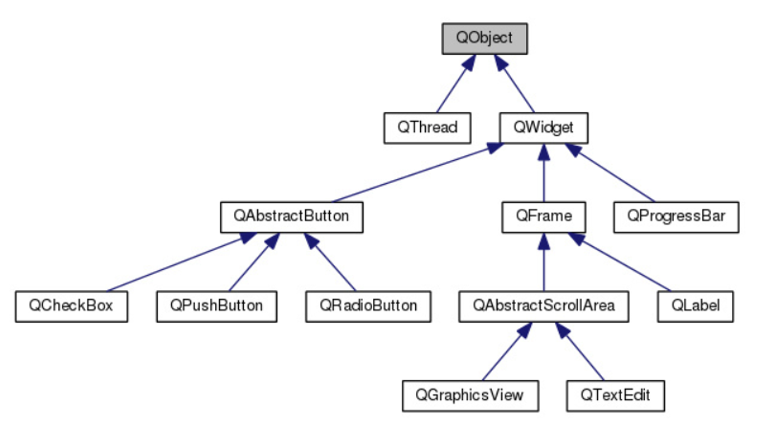 QObject
QThread
QWidget
QAbstractButton
QFrame
QProgressBar
QCheckBox
QPushButton
QRadioButton
QAbstractScrollArea
QLabel
QGraphicsView
QTextEdit